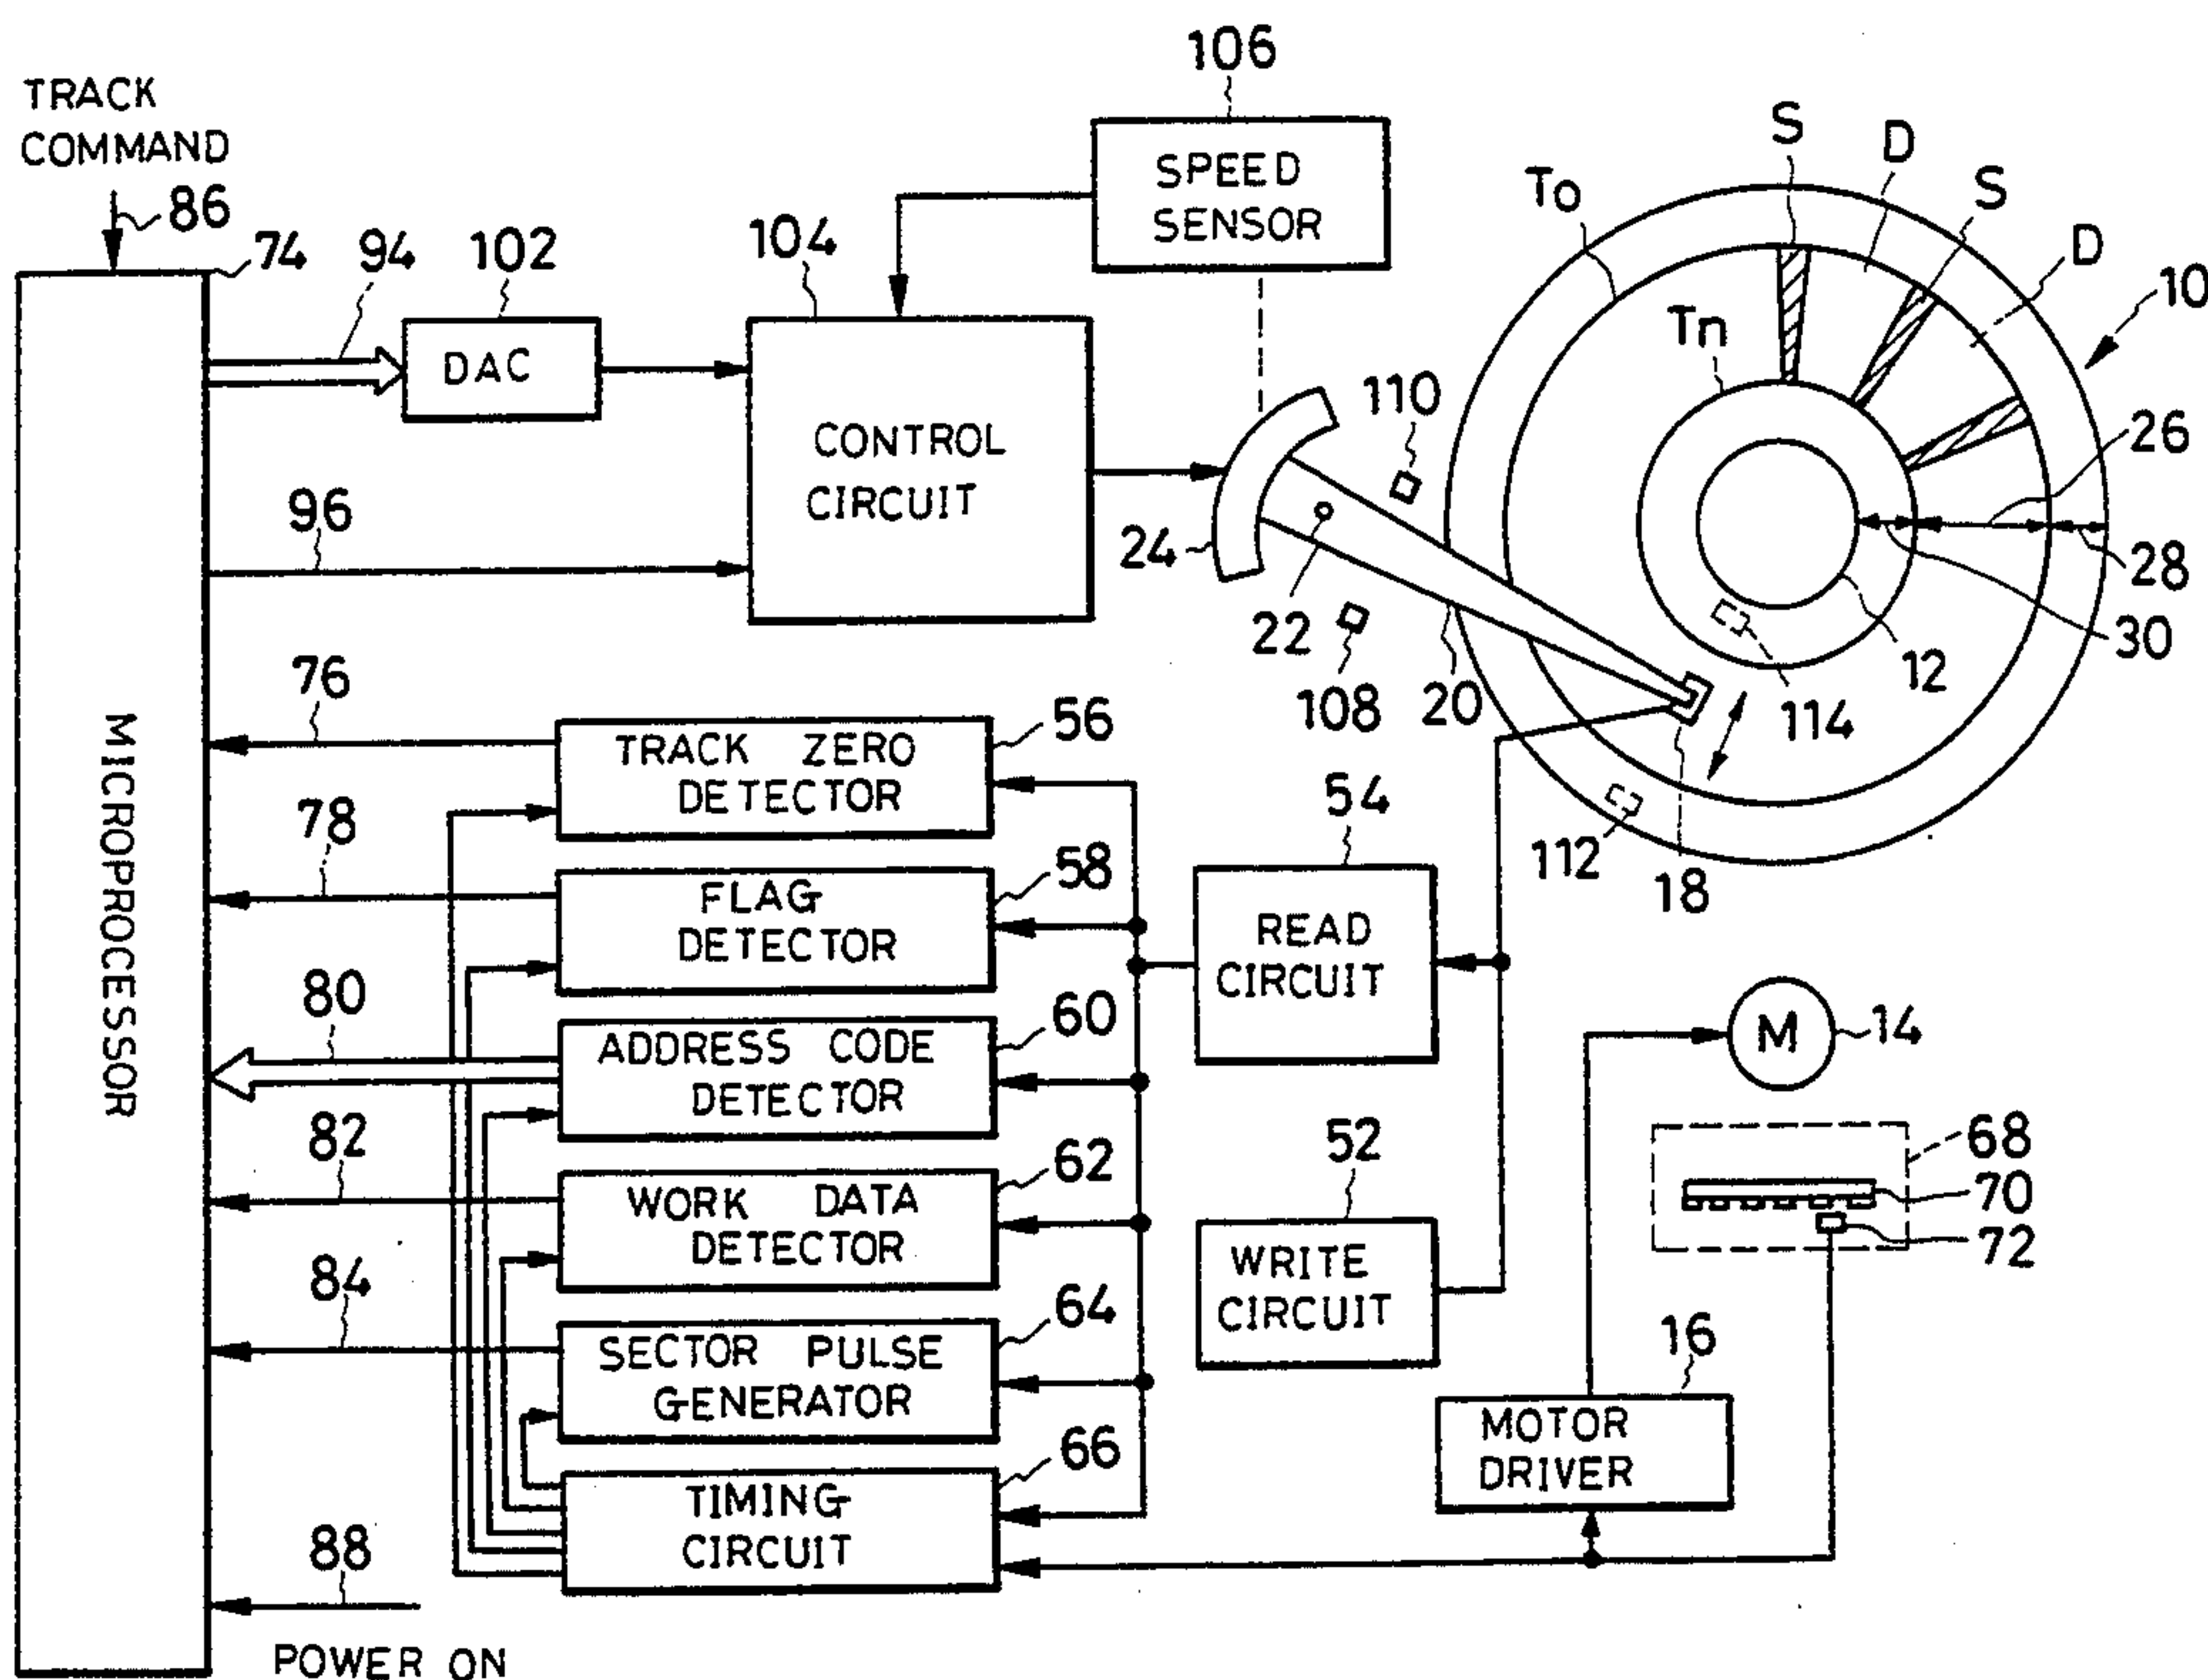 106
TRACK
COMMAND
86
74
94
102
104
SPEED
SENSOR
S
D
S
D
To
Tn
10
DAC
CONTROL
CIRCUIT
110
26
96
24
28
22
108
20
12
30
114
76
TRACK ZERO
DETECTOR
56
54
112
18
78
FLAG
DETECTOR
58
READ
CIRCUIT
MICROPROCESSOR
80
ADDRESS CODE
DETECTOR
60
M
14
82
WORK DATA
DETECTOR
62
52
68
70
72
WRITE
CIRCUIT
84
SECTOR PULSE
GENERATOR
64
16
MOTOR
DRIVER
TIMING
CIRCUIT
66
88
POWER ON